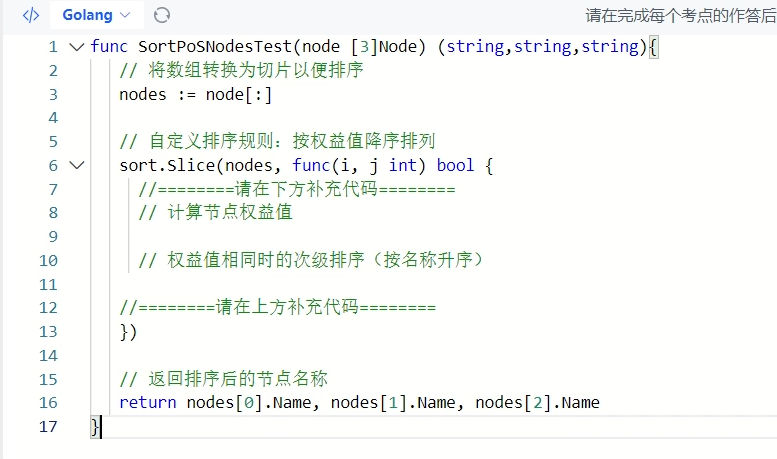 </> Golang 请在完成每个考点的作答后
1 func SortPoSNodesTest(node [3]Node) (string,string,string){
2 // 将数组转换为切片以便排序
3 nodes := node[:]
4
5 // 自定义排序规则：按权益值降序排列
6 sort.Slice(nodes, func(i, j int) bool {
7 //========请在下方补充代码========
8 // 计算节点权益值
9
10 // 权益值相同时的次级排序（按名称升序）
11
12 //========请在上方补充代码========
13 })
14
15 // 返回排序后的节点名称
16 return nodes[0].Name, nodes[1].Name, nodes[2].Name
17 }